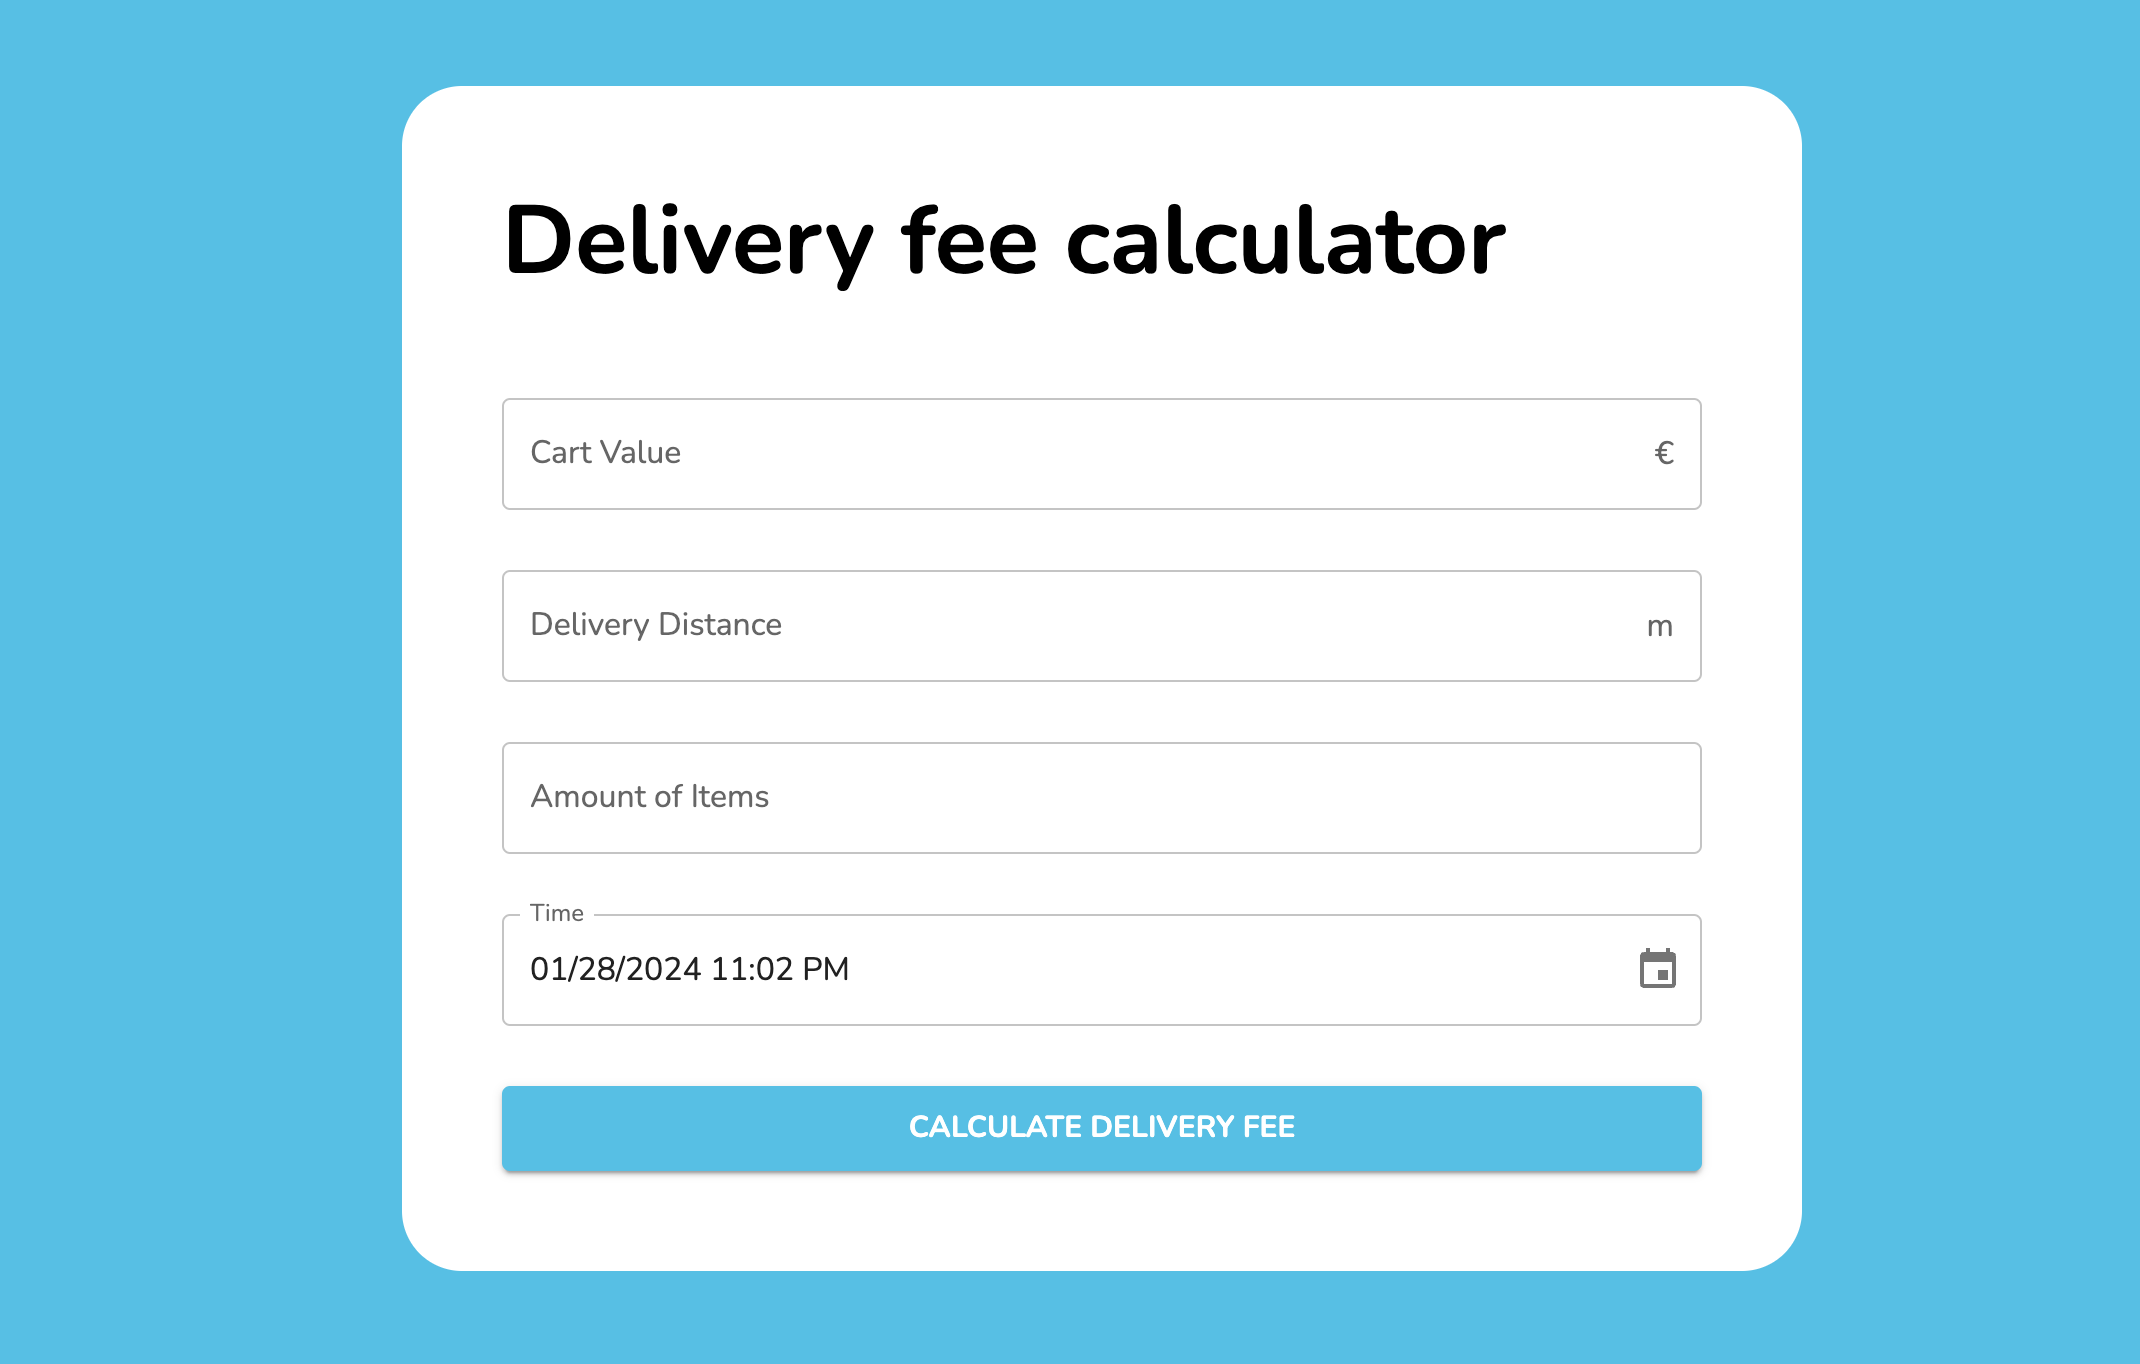 Delivery fee calculator
Cart Value €
Delivery Distance m
Amount of Items
Time
01/28/2024 11:02 PM
CALCULATE DELIVERY FEE